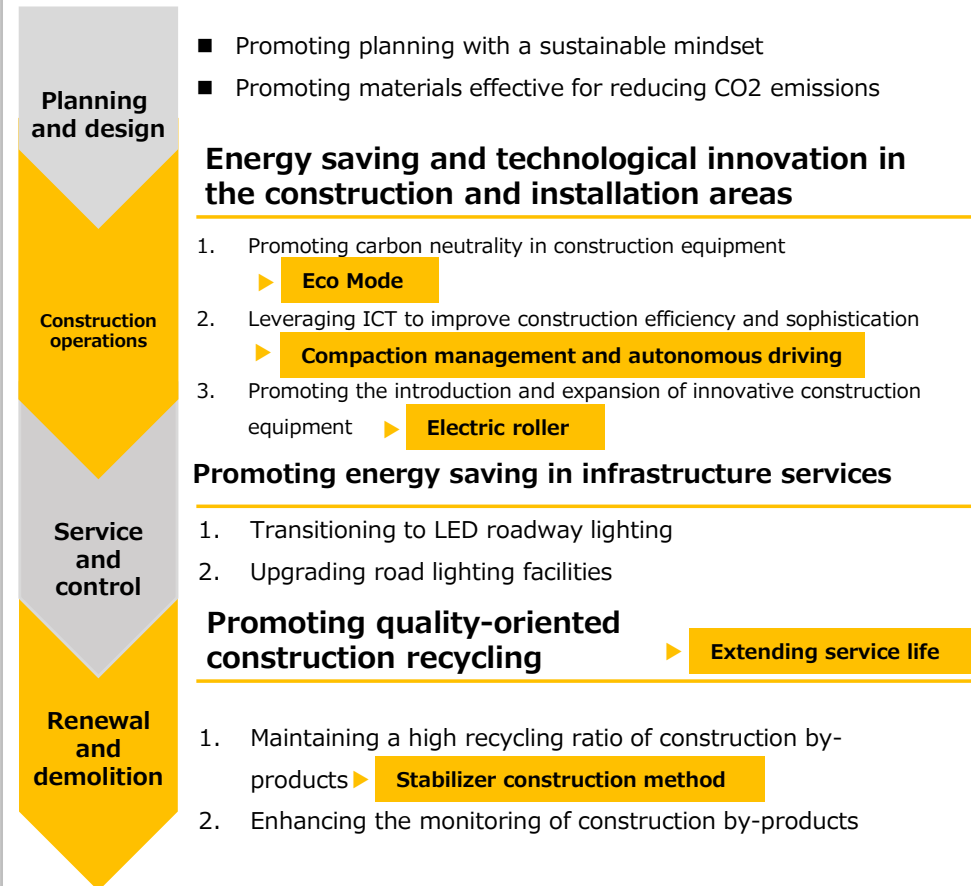 Planning
and design
■ Promoting planning with a sustainable mindset
■ Promoting materials effective for reducing CO2 emissions
Energy saving and technological innovation in
the construction and installation areas
Construction
operations
1. Promoting carbon neutrality in construction equipment
▶ Eco Mode
2. Leveraging ICT to improve construction efficiency and sophistication
▶ Compaction management and autonomous driving
3. Promoting the introduction and expansion of innovative construction
equipment ▶ Electric roller
Promoting energy saving in infrastructure services
Service
and
control
1. Transitioning to LED roadway lighting
2. Upgrading road lighting facilities
Promoting quality-oriented
construction recycling ▶ Extending service life
Renewal
and
demolition
1. Maintaining a high recycling ratio of construction by-
products ▶ Stabilizer construction method
2. Enhancing the monitoring of construction by-products